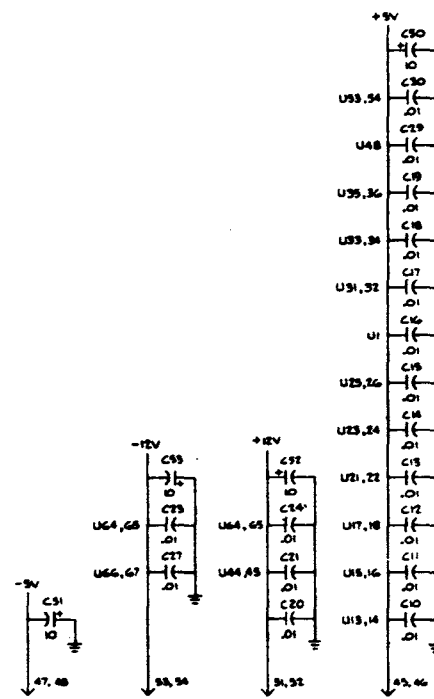 +5V
C50
10
U53,54
C30
.01
U48
C29
.01
U35,36
C19
.01
U33,34
C18
.01
U31,32
C17
.01
U1
C16
.01
U25,26
C15
.01
U23,24
C14
.01
-12V
+12V
C53
10
C52
10
U21,22
C13
.01
U64,65
C23
.01
U64,65
C24
.01
U17,18
C12
.01
U66,67
C27
.01
U44,45
C21
.01
U15,16
C11
.01
-5V
C51
10
C20
.01
U13,14
C10
.01
47,48
53,54
51,52
45,46